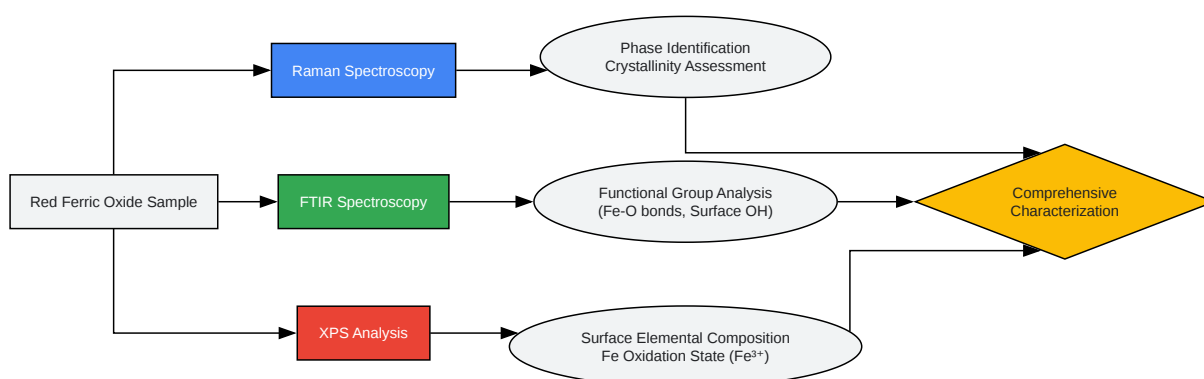 Raman Spectroscopy
Phase Identification
Crystallinity Assessment
Red Ferric Oxide Sample
FTIR Spectroscopy
Functional Group Analysis
(Fe-O bonds, Surface OH)
Comprehensive
Characterization
XPS Analysis
Surface Elemental Composition
Fe Oxidation State (Fe³⁺)